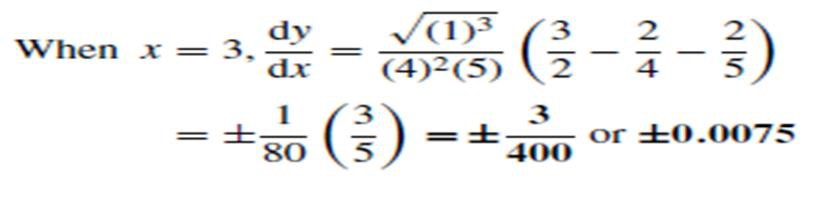 When x = 3, dy/dx = √(1)³/(4)²(5) (3/2 − 2/4 − 2/5)
= ± 1/80 (3/5) = ± 3/400 or ±0.0075